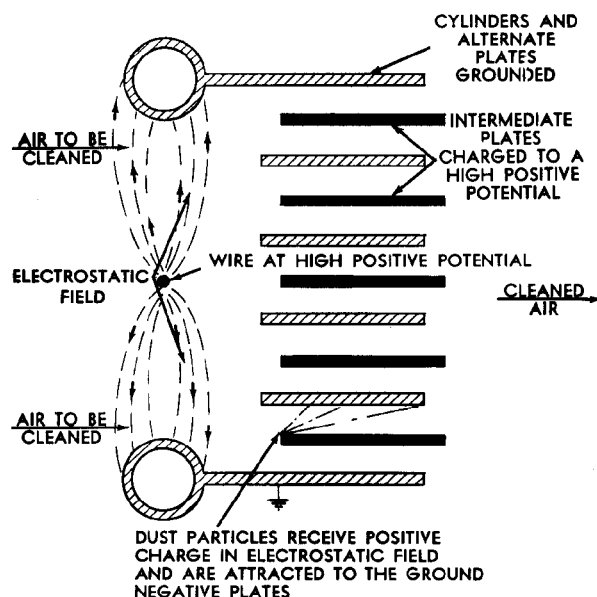 CYLINDERS AND
ALTERNATE
PLATES
GROUNDED
INTERMEDIATE
PLATES
CHARGED TO A
HIGH POSITIVE
POTENTIAL
AIR TO BE
CLEANED
WIRE AT HIGH POSITIVE POTENTIAL
ELECTROSTATIC
FIELD
CLEANED
AIR
AIR TO BE
CLEANED
DUST PARTICLES RECEIVE POSITIVE
CHARGE IN ELECTROSTATIC FIELD
AND ARE ATTRACTED TO THE GROUND
NEGATIVE PLATES